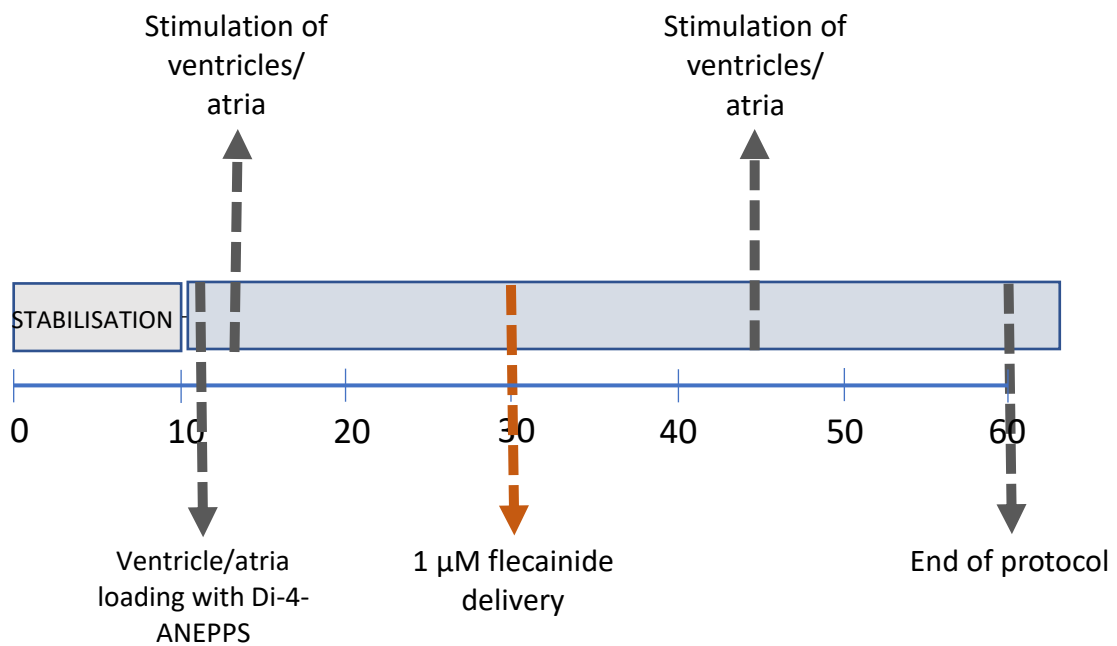 Stimulation of
ventricles/
atria
Stimulation of
ventricles/
atria
STABILISATION
0 10 20 30 40 50 60
Ventricle/atria
loading with Di-4-
ANEPPS
1 µM flecainide
delivery
End of protocol